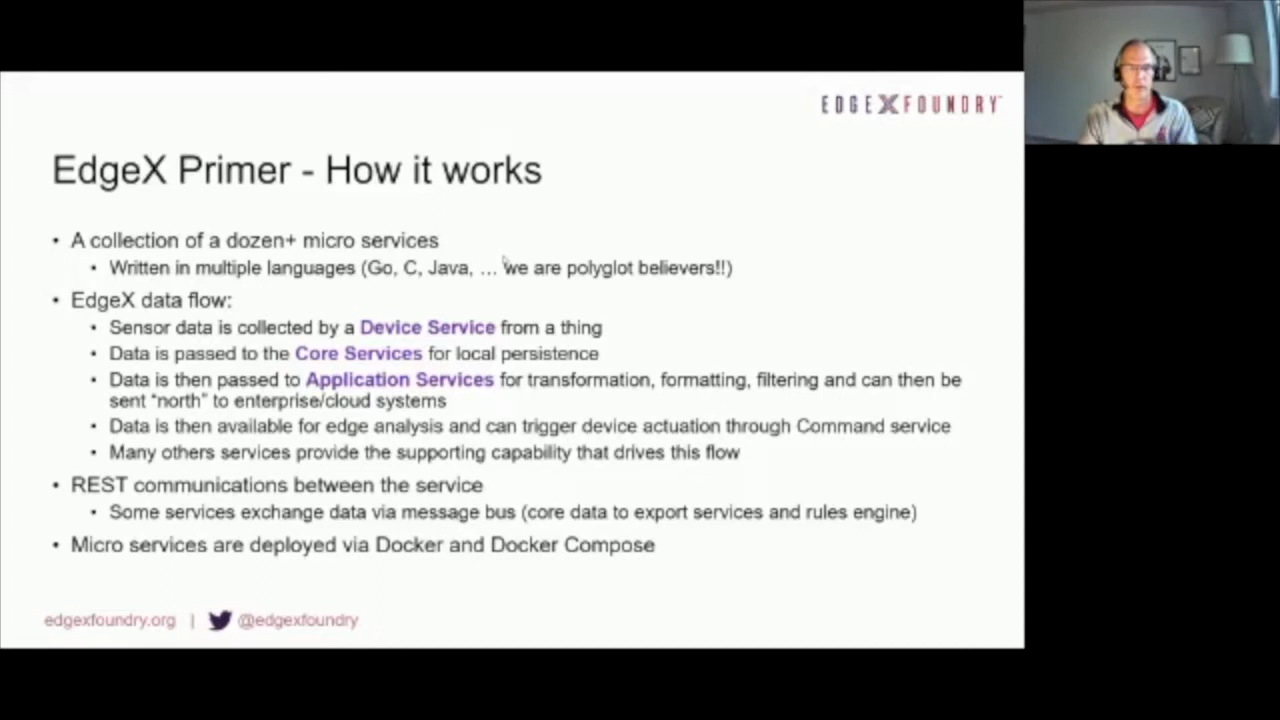 EDGE X FOUNDRY
EdgeX Primer - How it works
• A collection of a dozen+ micro services
• Written in multiple languages (Go, C, Java, … we are polyglot believers!!)
• EdgeX data flow:
• Sensor data is collected by a Device Service from a thing
• Data is passed to the Core Services for local persistence
• Data is then passed to Application Services for transformation, formatting, filtering and can then be
sent “north” to enterprise/cloud systems
• Data is then available for edge analysis and can trigger device actuation through Command service
• Many others services provide the supporting capability that drives this flow
• REST communications between the service
• Some services exchange data via message bus (core data to export services and rules engine)
• Micro services are deployed via Docker and Docker Compose
edgexfoundry.org | @edgexfoundry